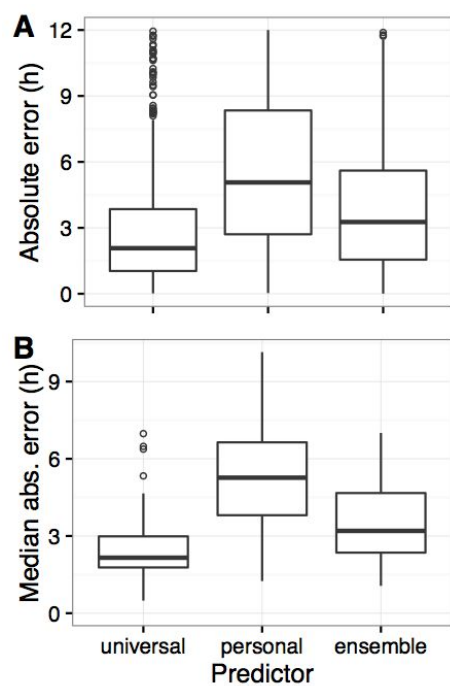 A
Absolute error (h)
12
9
6
3
0
B
Median abs. error (h)
9
6
3
0
universal personal ensemble
Predictor